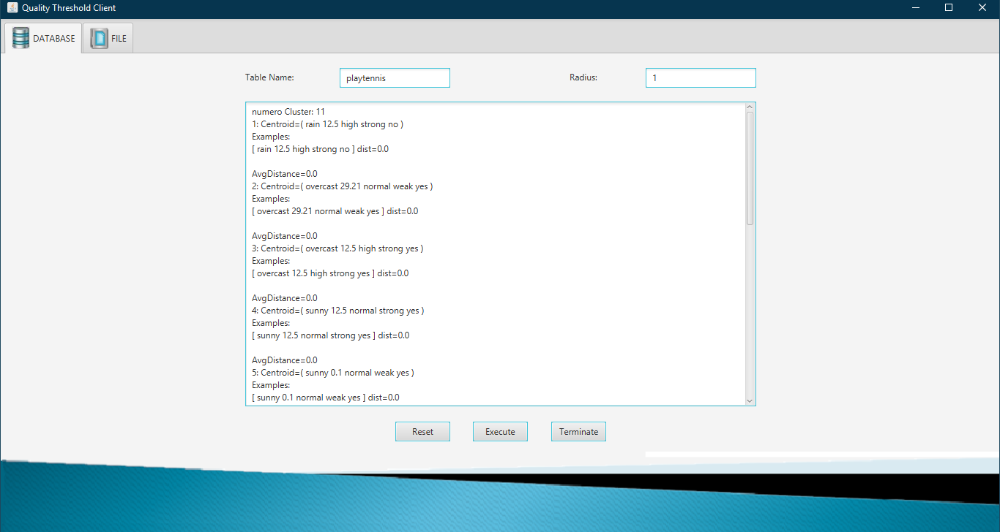 Quality Threshold Client
DATABASE FILE
Table Name: playtennis Radius: 1
numero Cluster: 11
1: Centroid=( rain 12.5 high strong no )
Examples:
[ rain 12.5 high strong no ] dist=0.0
AvgDistance=0.0
2: Centroid=( overcast 29.21 normal weak yes )
Examples:
[ overcast 29.21 normal weak yes ] dist=0.0
AvgDistance=0.0
3: Centroid=( overcast 12.5 high strong yes )
Examples:
[ overcast 12.5 high strong yes ] dist=0.0
AvgDistance=0.0
4: Centroid=( sunny 12.5 normal strong yes )
Examples:
[ sunny 12.5 normal strong yes ] dist=0.0
AvgDistance=0.0
5: Centroid=( sunny 0.1 normal weak yes )
Examples:
[ sunny 0.1 normal weak yes ] dist=0.0
Reset Execute Terminate